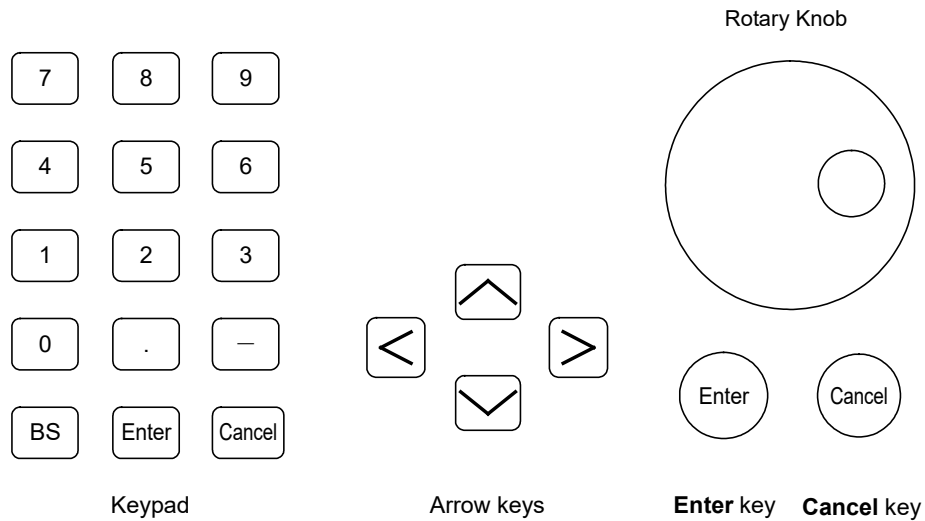 Rotary Knob
7 8 9
4 5 6
1 2 3
0 . －
< >
BS Enter Cancel
Enter Cancel
Keypad
Arrow keys
Enter key
Cancel key